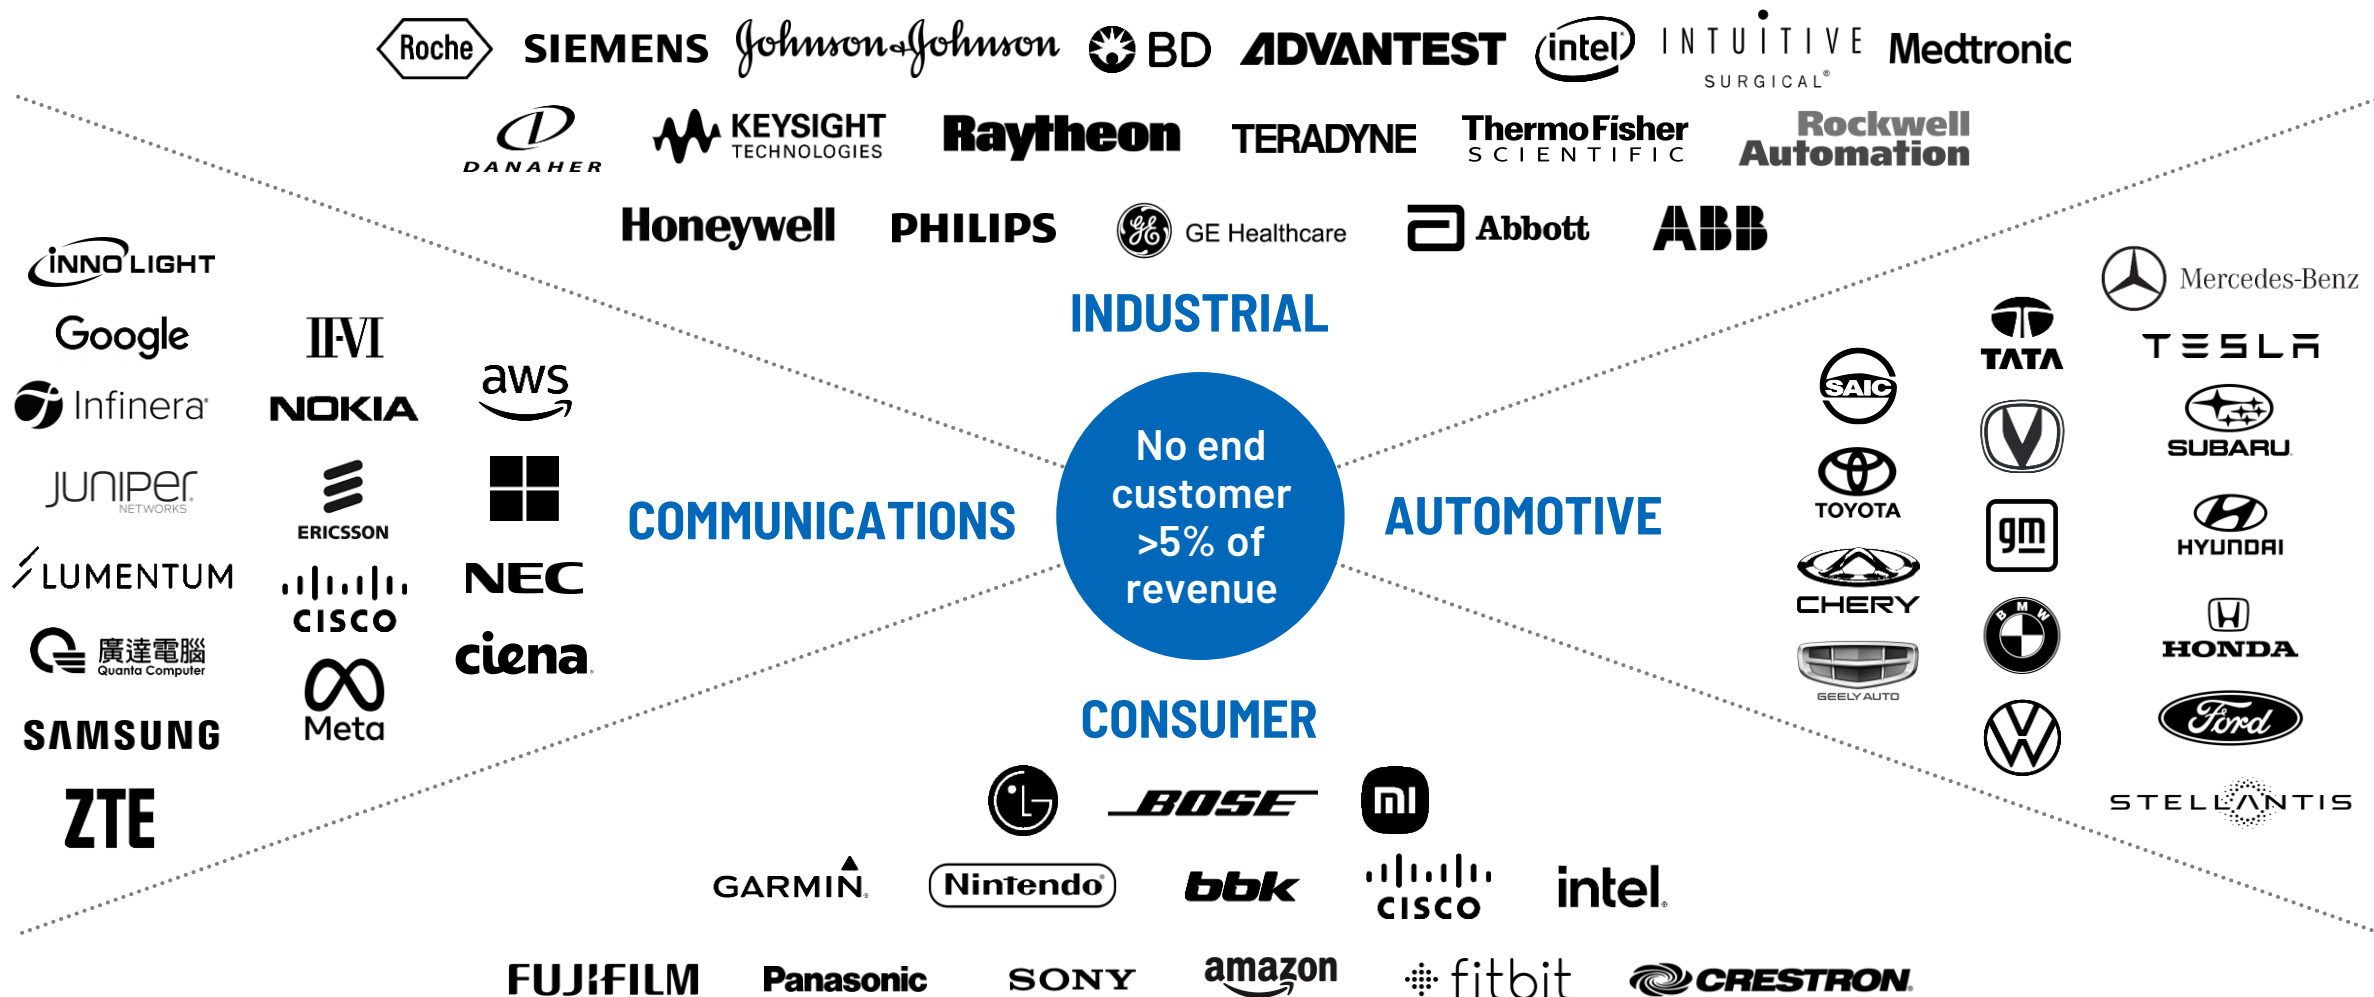 Roche
SIEMENS
Johnson & Johnson
BD
ADVANTEST
intel
INTUITIVE
SURGICAL®
Medtronic
DANAHER
KEYSIGHT
TECHNOLOGIES
Raytheon
TERADYNE
ThermoFisher
SCIENTIFIC
Rockwell
Automation
Honeywell
PHILIPS
GE
GE Healthcare
a Abbott
ABB
INDUSTRIAL
INNOLIGHT
Google
Infinera®
JUNIPEr
NETWORKS
LUMENTUM
廣達電腦
Quanta Computer
SAMSUNG
ZTE
II-VI
NOKIA
ERICSSON
CISCO
Meta
aws
NEC
ciena
COMMUNICATIONS
No end
customer
>5% of
revenue
AUTOMOTIVE
SAIC
TOYOTA
CHERY
GEELY AUTO
TATA
gm
BMW
VW
Mercedes-Benz
TESLA
SUBARU
HYUNDAI
HONDA
Ford
STELLANTIS
CONSUMER
LG
BOSE
mi
GARMIN
Nintendo®
bbk
CISCO
intel®
FUJIFILM
Panasonic
SONY
amazon
fitbit
CRESTRON